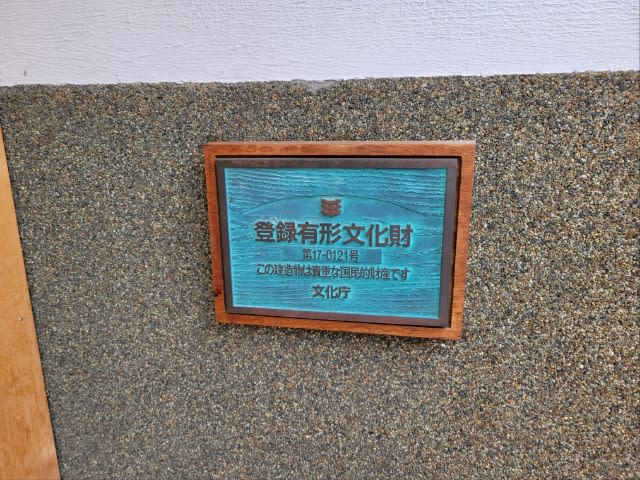 登録有形文化財
第17-0121号
この建造物は貴重な国民的財産です
文化庁